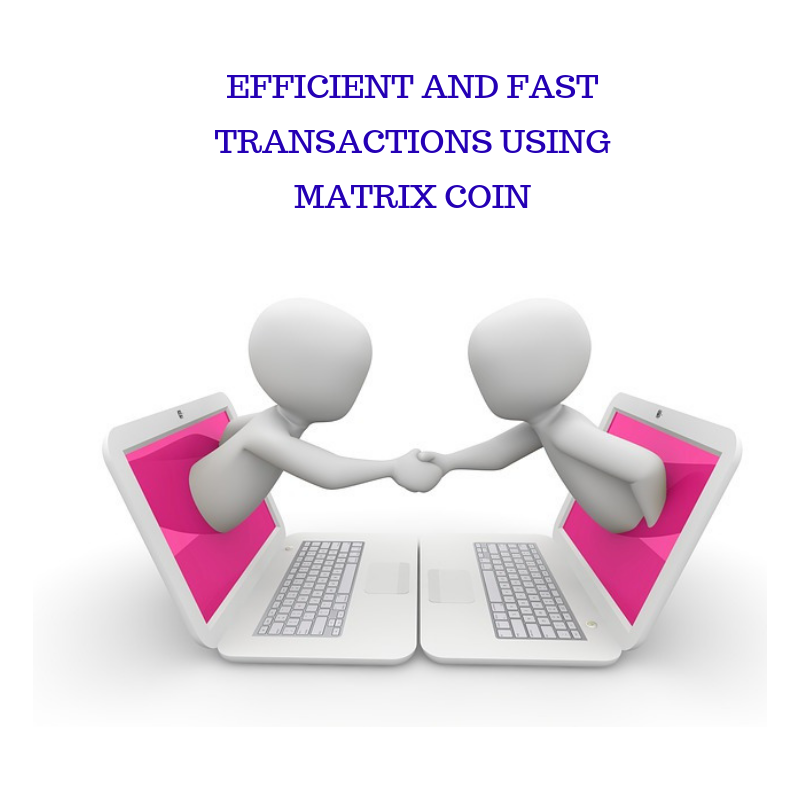 EFFICIENT AND FAST
TRANSACTIONS USING
MATRIX COIN